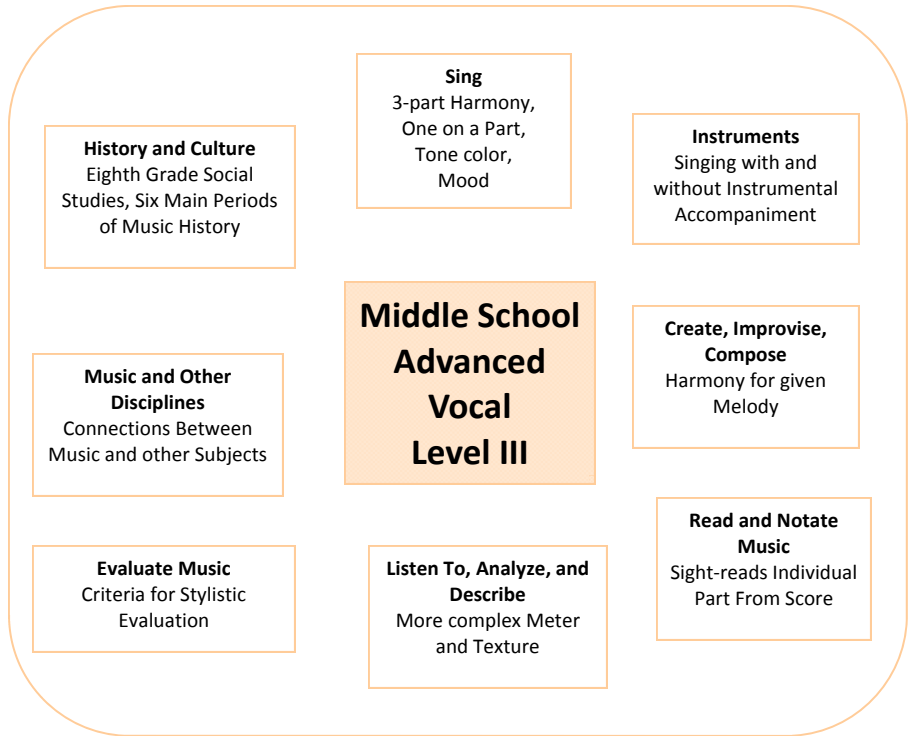 Sing
3-part Harmony,
One on a Part,
Tone color,
Mood
History and Culture
Eighth Grade Social
Studies, Six Main Periods
of Music History
Instruments
Singing with and
without Instrumental
Accompaniment
Middle School
Advanced
Vocal
Level III
Music and Other
Disciplines
Connections Between
Music and other Subjects
Create, Improvise,
Compose
Harmony for given
Melody
Evaluate Music
Criteria for Stylistic
Evaluation
Listen To, Analyze, and
Describe
More complex Meter
and Texture
Read and Notate
Music
Sight-reads Individual
Part From Score